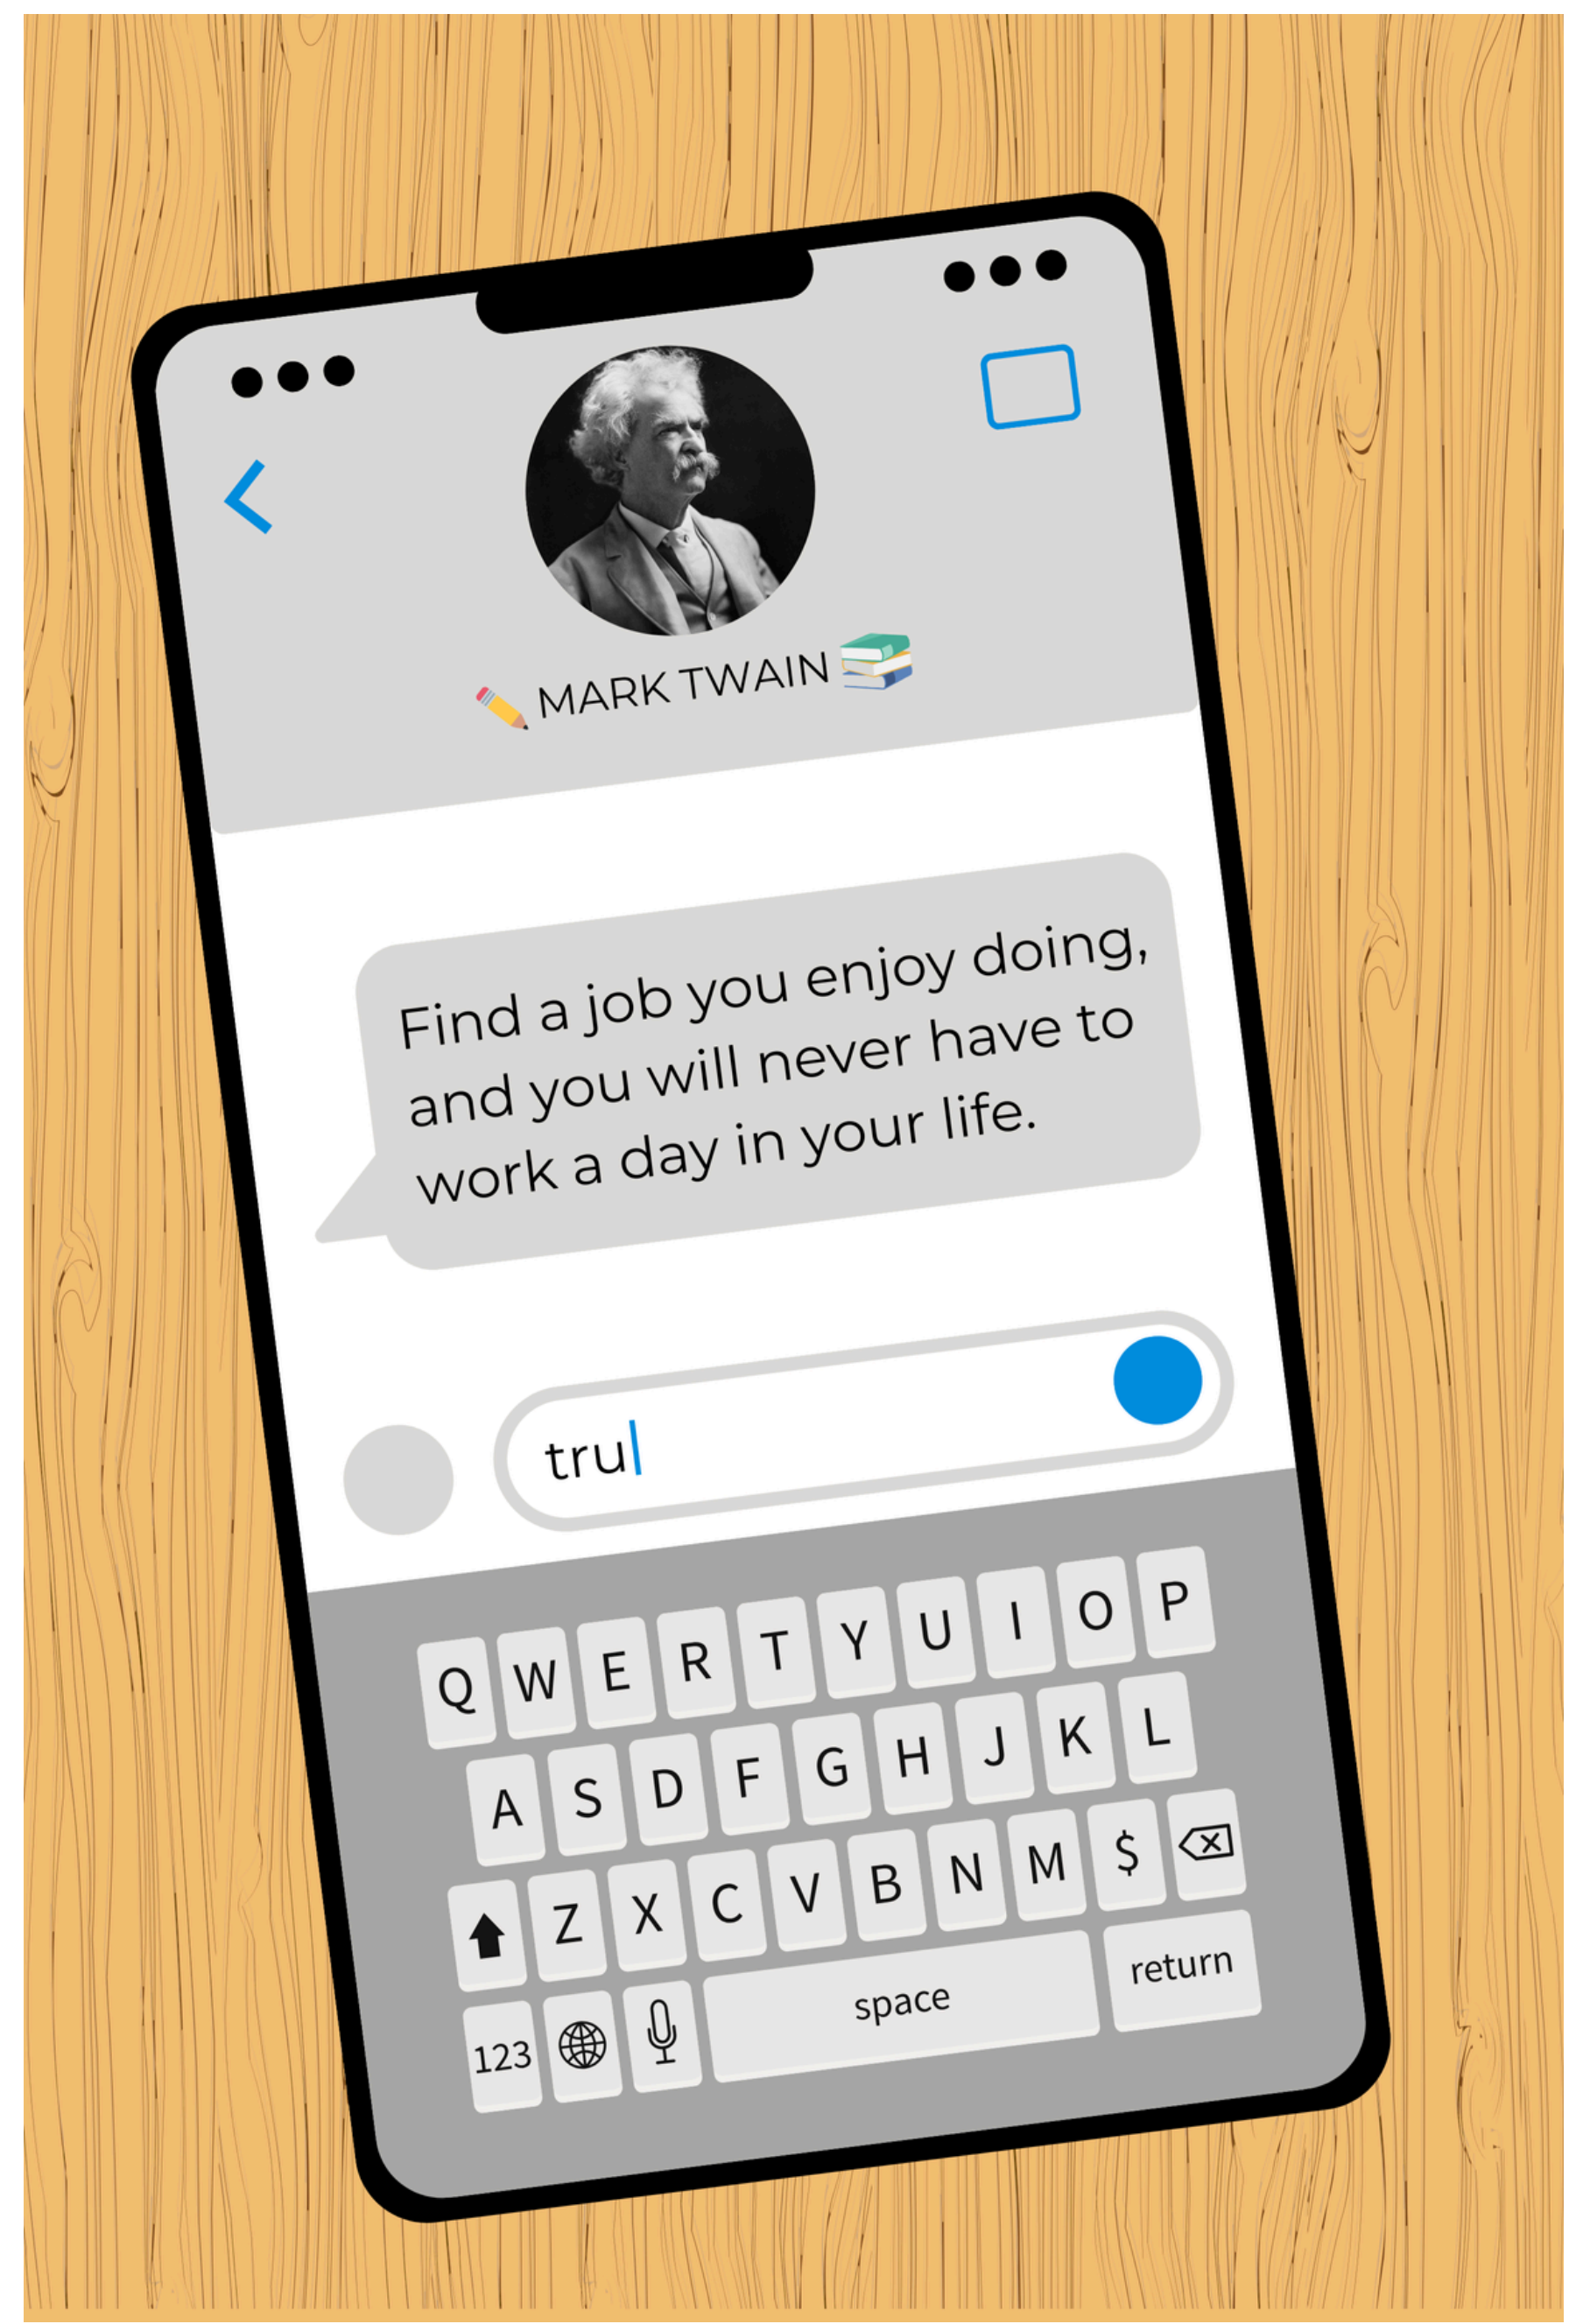 MARK TWAIN
Find a job you enjoy doing,
and you will never have to
work a day in your life.
tru
Q W E R T Y U I O P
A S D F G H J K L
Z X C V B N M $
123 space return